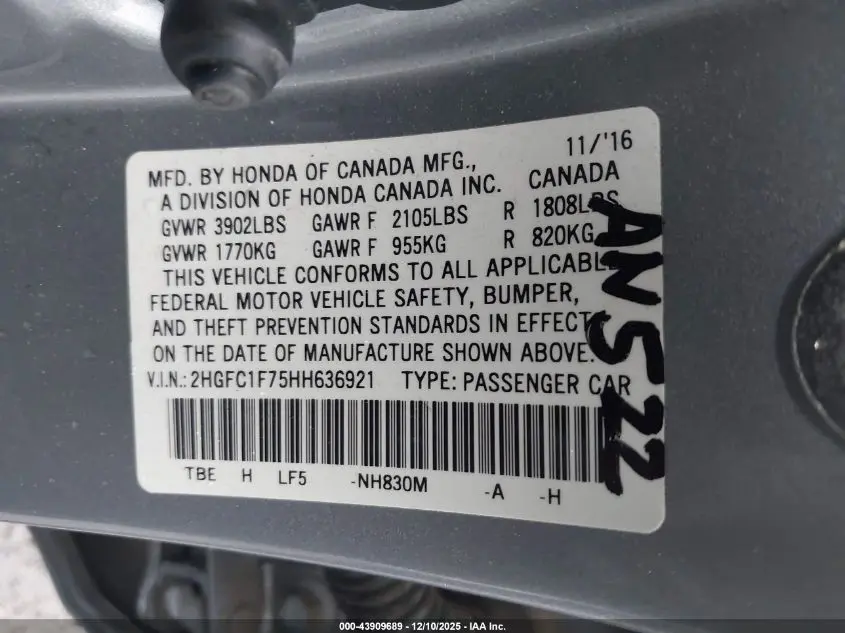 11/'16
MFD. BY HONDA OF CANADA MFG.,
A DIVISION OF HONDA CANADA INC. CANADA
GVWR 3902LBS GAWR F 2105LBS R 1808LBS
GVWR 1770KG GAWR F 955KG R 820KG
THIS VEHICLE CONFORMS TO ALL APPLICABLE
FEDERAL MOTOR VEHICLE SAFETY, BUMPER,
AND THEFT PREVENTION STANDARDS IN EFFECT
ON THE DATE OF MANUFACTURE SHOWN ABOVE.
V.I.N.: 2HGFC1F75HH636921 TYPE: PASSENGER CAR
TBE H LF5 -NH830M -A -H
AN522
000-43909689 - 12/10/2025 - IAA Inc.